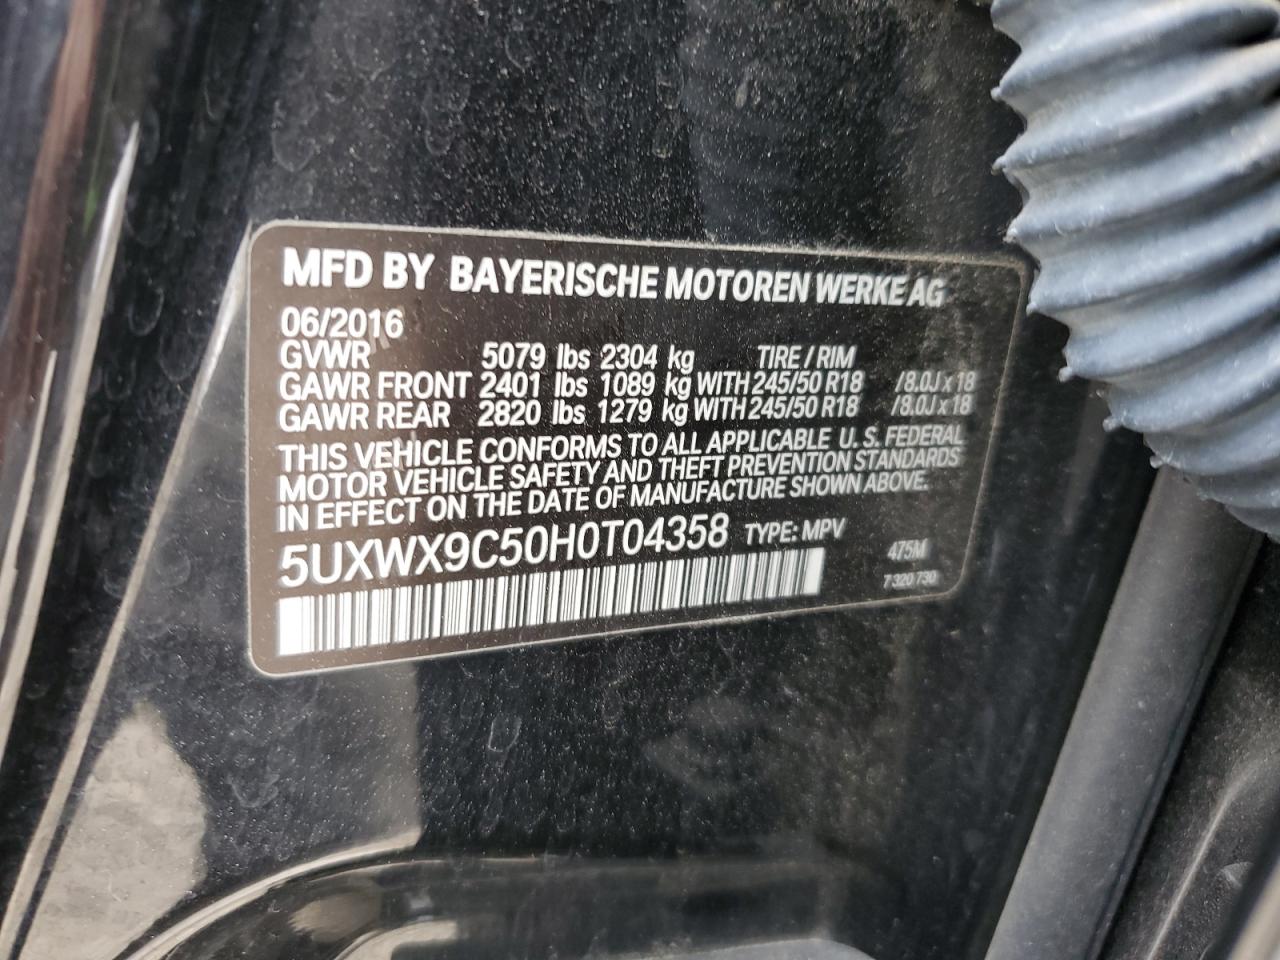 MFD BY BAYERISCHE MOTOREN WERKE AG
06/2016
GVWR 5079 lbs 2304 kg TIRE / RIM
GAWR FRONT 2401 lbs 1089 kg WITH 245/50 R18 /8.0J x 18
GAWR REAR 2820 lbs 1279 kg WITH 245/50 R18 /8.0J x 18
THIS VEHICLE CONFORMS TO ALL APPLICABLE U.S. FEDERAL
MOTOR VEHICLE SAFETY AND THEFT PREVENTION STANDARDS
IN EFFECT ON THE DATE OF MANUFACTURE SHOWN ABOVE.
5UXWX9C50H0T04358 TYPE: MPV
475M
7 320 730